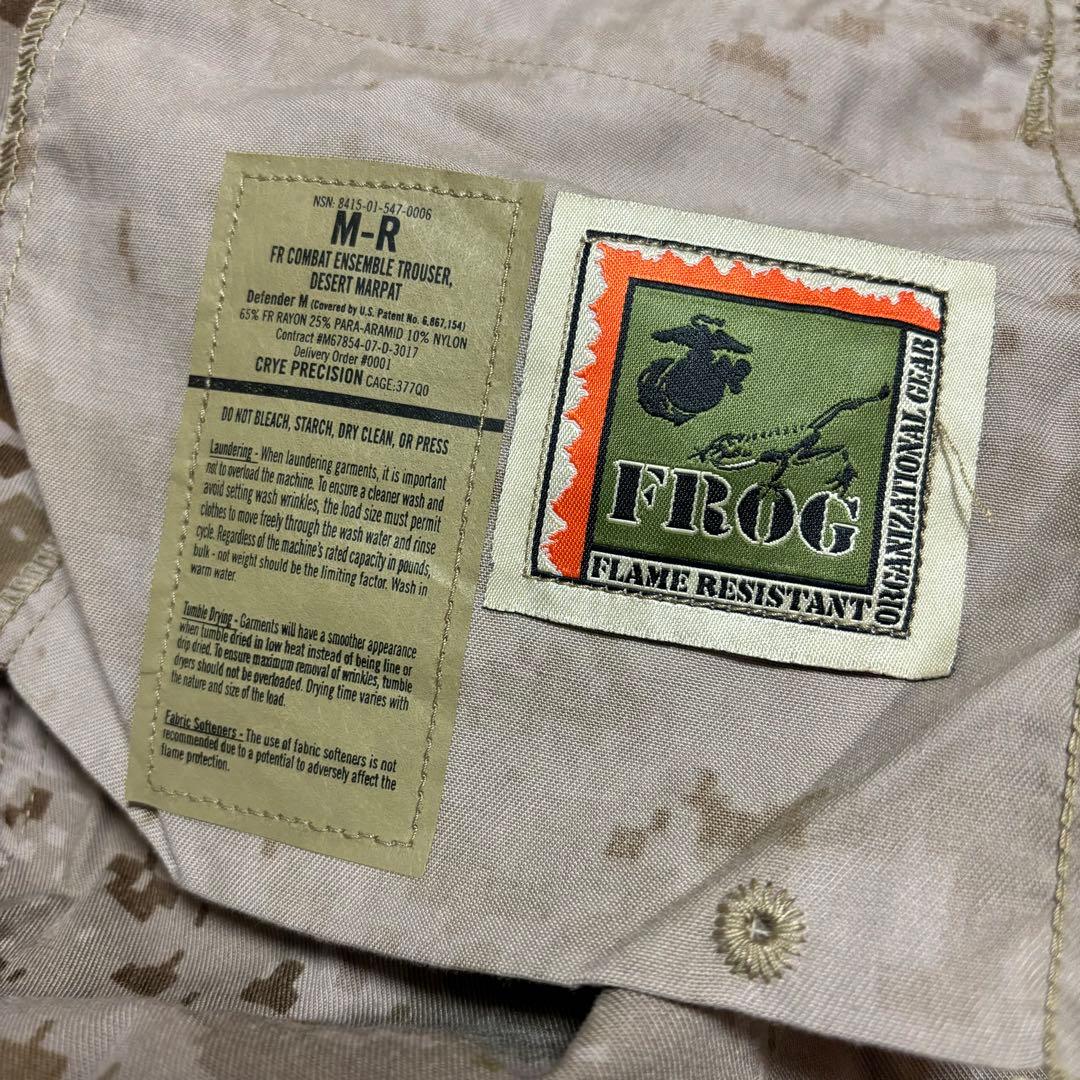 NSN: 8415-01-547-0006
M-R
FR COMBAT ENSEMBLE TROUSER,
DESERT MARPAT
Defender M (Covered by U.S. Patent No. 6,867,154)
65% FR RAYON 25% PARA-ARAMID 10% NYLON
Contract #M67854-07-D-3017
Delivery Order #0001
CRYE PRECISION CAGE:377Q0
DO NOT BLEACH, STARCH, DRY CLEAN, OR PRESS
Laundering - When laundering garments, it is important
not to overload the machine. To ensure a cleaner wash and
avoid setting wash wrinkles, the load size must permit
clothes to move freely through the wash water and rinse
cycle. Regardless of the machine's rated capacity in pounds,
bulk - not weight should be the limiting factor. Wash in
warm water.
Tumble Drying - Garments will have a smoother appearance
when tumble dried in low heat instead of being line or
drip dried. To ensure maximum removal of wrinkles, tumble
dryers should not be overloaded. Drying time varies with
the nature and size of the load.
Fabric Softeners - The use of fabric softeners is not
recommended due to a potential to adversely affect the
flame protection.
FROG
FLAME RESISTANT
ORGANIZATIONAL GEAR